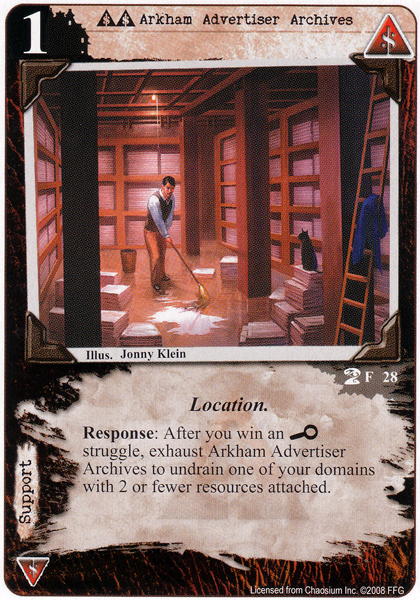 1
Arkham Advertiser Archives
Illus. Jonny Klein
F 28
Location.
Response: After you win an
struggle, exhaust Arkham Advertiser
Archives to undrain one of your domains
with 2 or fewer resources attached.
Support
Licensed from Chaosium Inc. ©2008 FFG